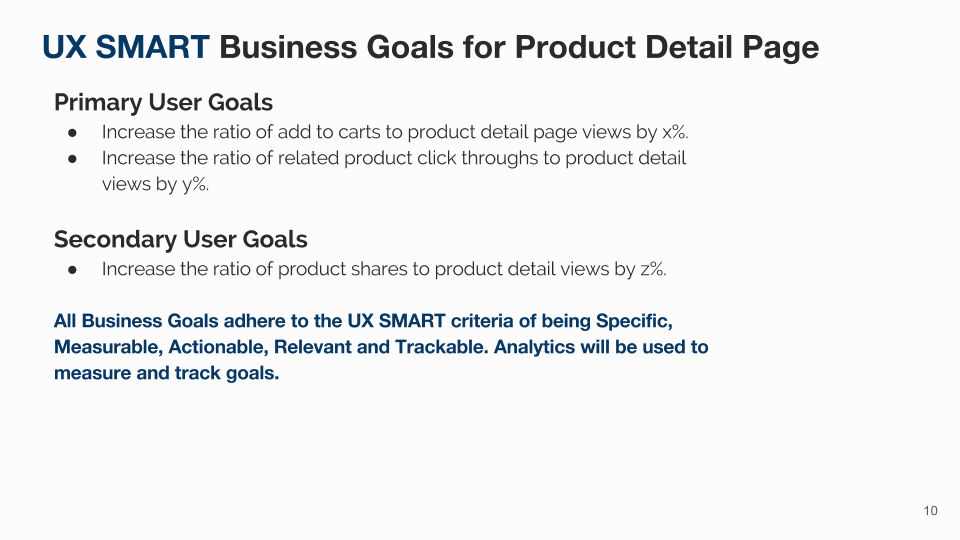 UX SMART Business Goals for Product Detail Page
Primary User Goals
● Increase the ratio of add to carts to product detail page views by x%.
● Increase the ratio of related product click throughs to product detail
views by y%.
Secondary User Goals
● Increase the ratio of product shares to product detail views by z%.
All Business Goals adhere to the UX SMART criteria of being Specific,
Measurable, Actionable, Relevant and Trackable. Analytics will be used to
measure and track goals.
10